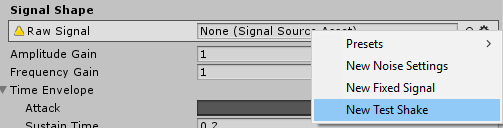 Signal Shape
Raw Signal
None (Signal Source Asset)
Amplitude Gain
1
Frequency Gain
1
Time Envelope
Attack
Sustain Time
0.2
Presets
New Noise Settings
New Fixed Signal
New Test Shake